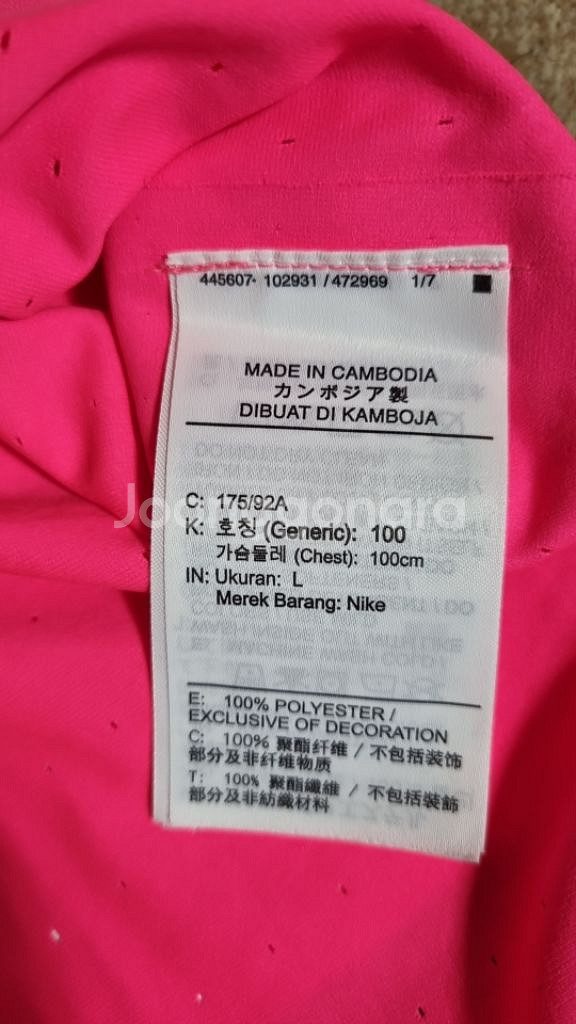 445607- 102931 / 472969 1/7
MADE IN CAMBODIA
カンボジア製
DIBUAT DI KAMBOJA
C: 175/92A
Joonggonara
K: 호칭 (Generic): 100
가슴둘레 (Chest): 100cm
IN: Ukuran: L
Merek Barang: Nike
E: 100% POLYESTER /
EXCLUSIVE OF DECORATION
C: 100% 聚酯纤维 / 不包括装饰
部分及非纤维物质
T: 100% 聚酯纖維 / 不包括裝飾
部分及非紡織材料